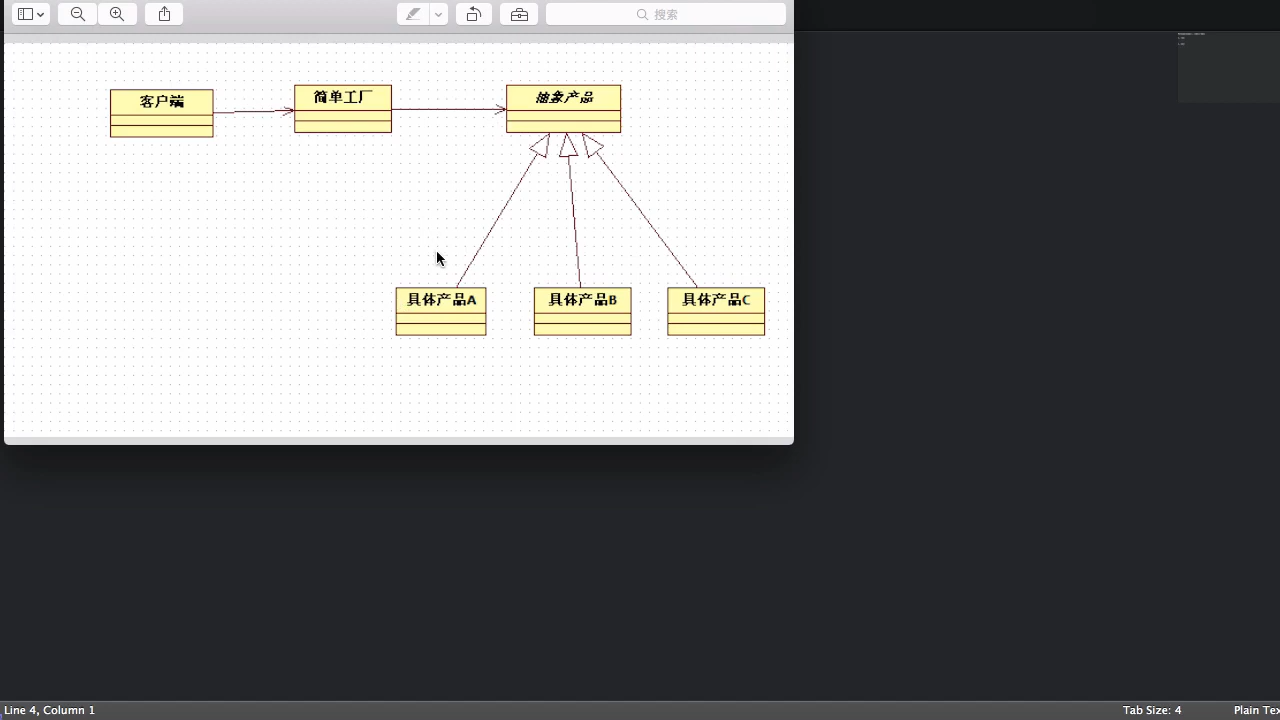 搜索
客户端
简单工厂
抽象产品
具体产品A
具体产品B
具体产品C
Line 4, Column 1
Tab Size: 4
Plain Tex